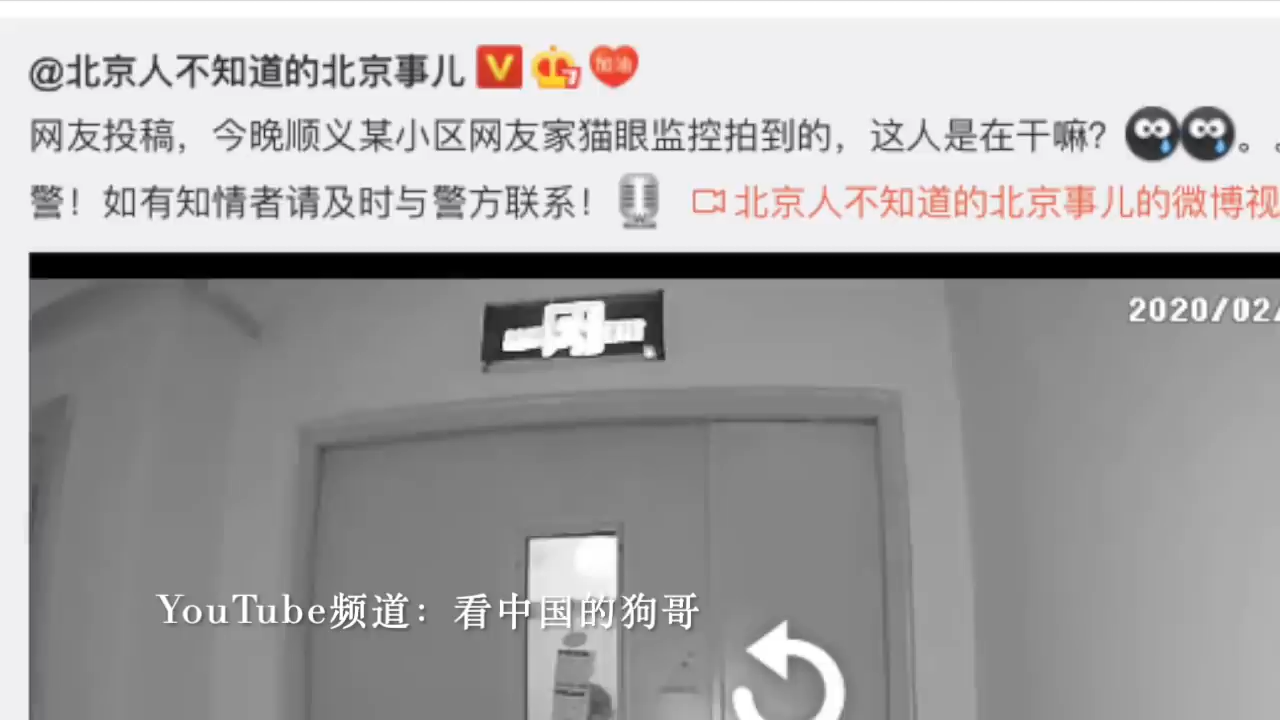 @北京人不知道的北京事儿
加油
网友投稿，今晚顺义某小区网友家猫眼监控拍到的，这人是在干嘛？。
警！如有知情者请及时与警方联系！ 北京人不知道的北京事儿的微博视
2020/02/
YouTube频道：看中国的狗哥